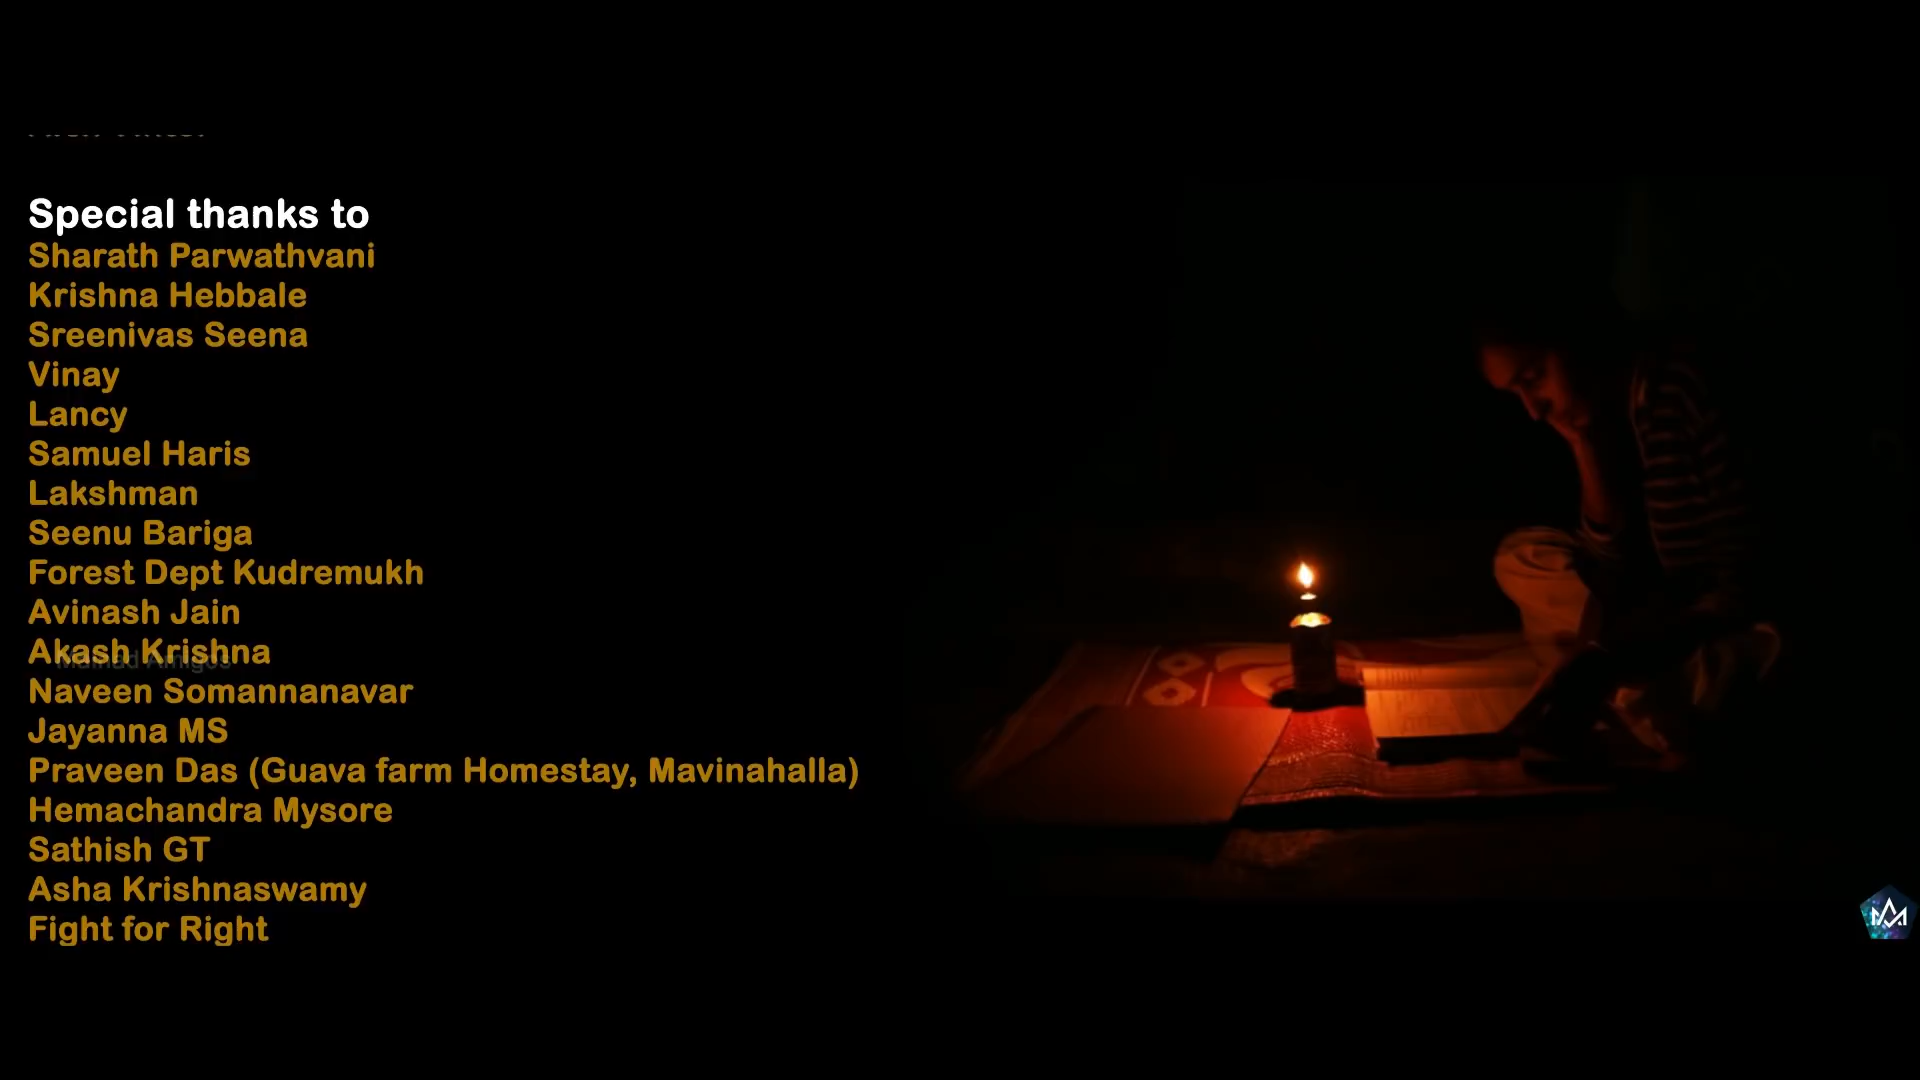 Special thanks to
Sharath Parwathvani
Krishna Hebbale
Sreenivas Seena
Vinay
Lancy
Samuel Haris
Lakshman
Seenu Bariga
Forest Dept Kudremukh
Avinash Jain
Akash Krishna
Malnad Amigos
Naveen Somannanavar
Jayanna MS
Praveen Das (Guava farm Homestay, Mavinahalla)
Hemachandra Mysore
Sathish GT
Asha Krishnaswamy
Fight for Right